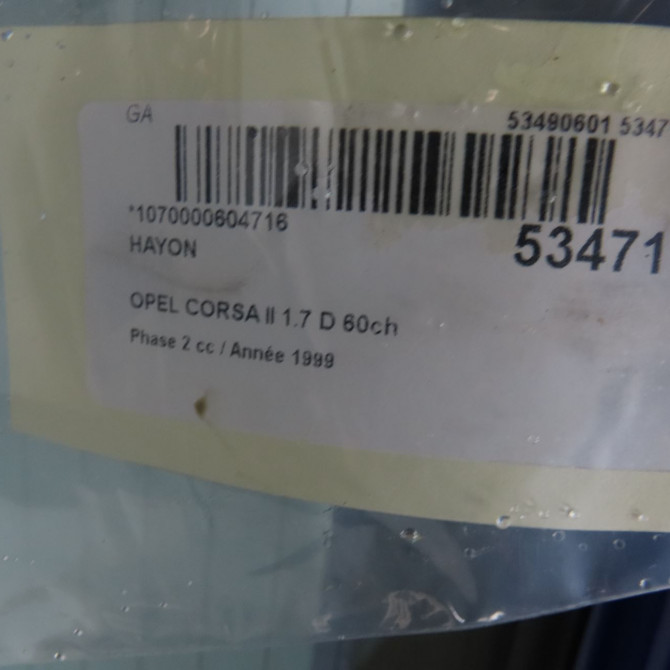 GA
53490601 5347
*1070000604716
53471
HAYON
OPEL CORSA II 1.7 D 60ch
Phase 2 cc / Année 1999